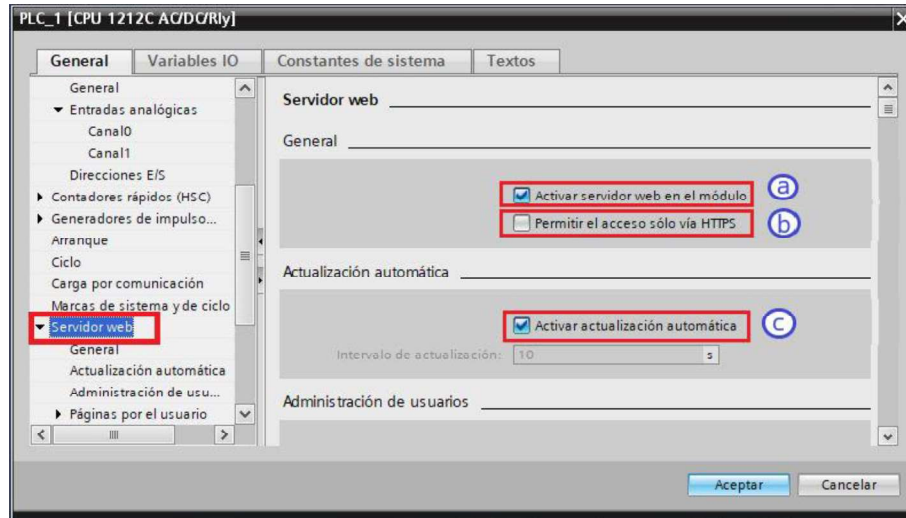 PLC_1 [CPU 1212C AC/DC/Rly]
General
Variables IO
Constantes de sistema
Textos
General
Entradas analógicas
Canal0
Canal1
Direcciones E/S
Contadores rápidos (HSC)
Generadores de impulso...
Arranque
Ciclo
Carga por comunicación
Marcas de sistema y de ciclo
Servidor web
General
Actualización automática
Administración de usu...
Páginas por el usuario
Servidor web
General
Activar servidor web en el módulo
a
Permitir el acceso sólo vía HTTPS
b
Actualización automática
Activar actualización automática
c
Intervalo de actualización: 10 s
Administración de usuarios
Aceptar
Cancelar